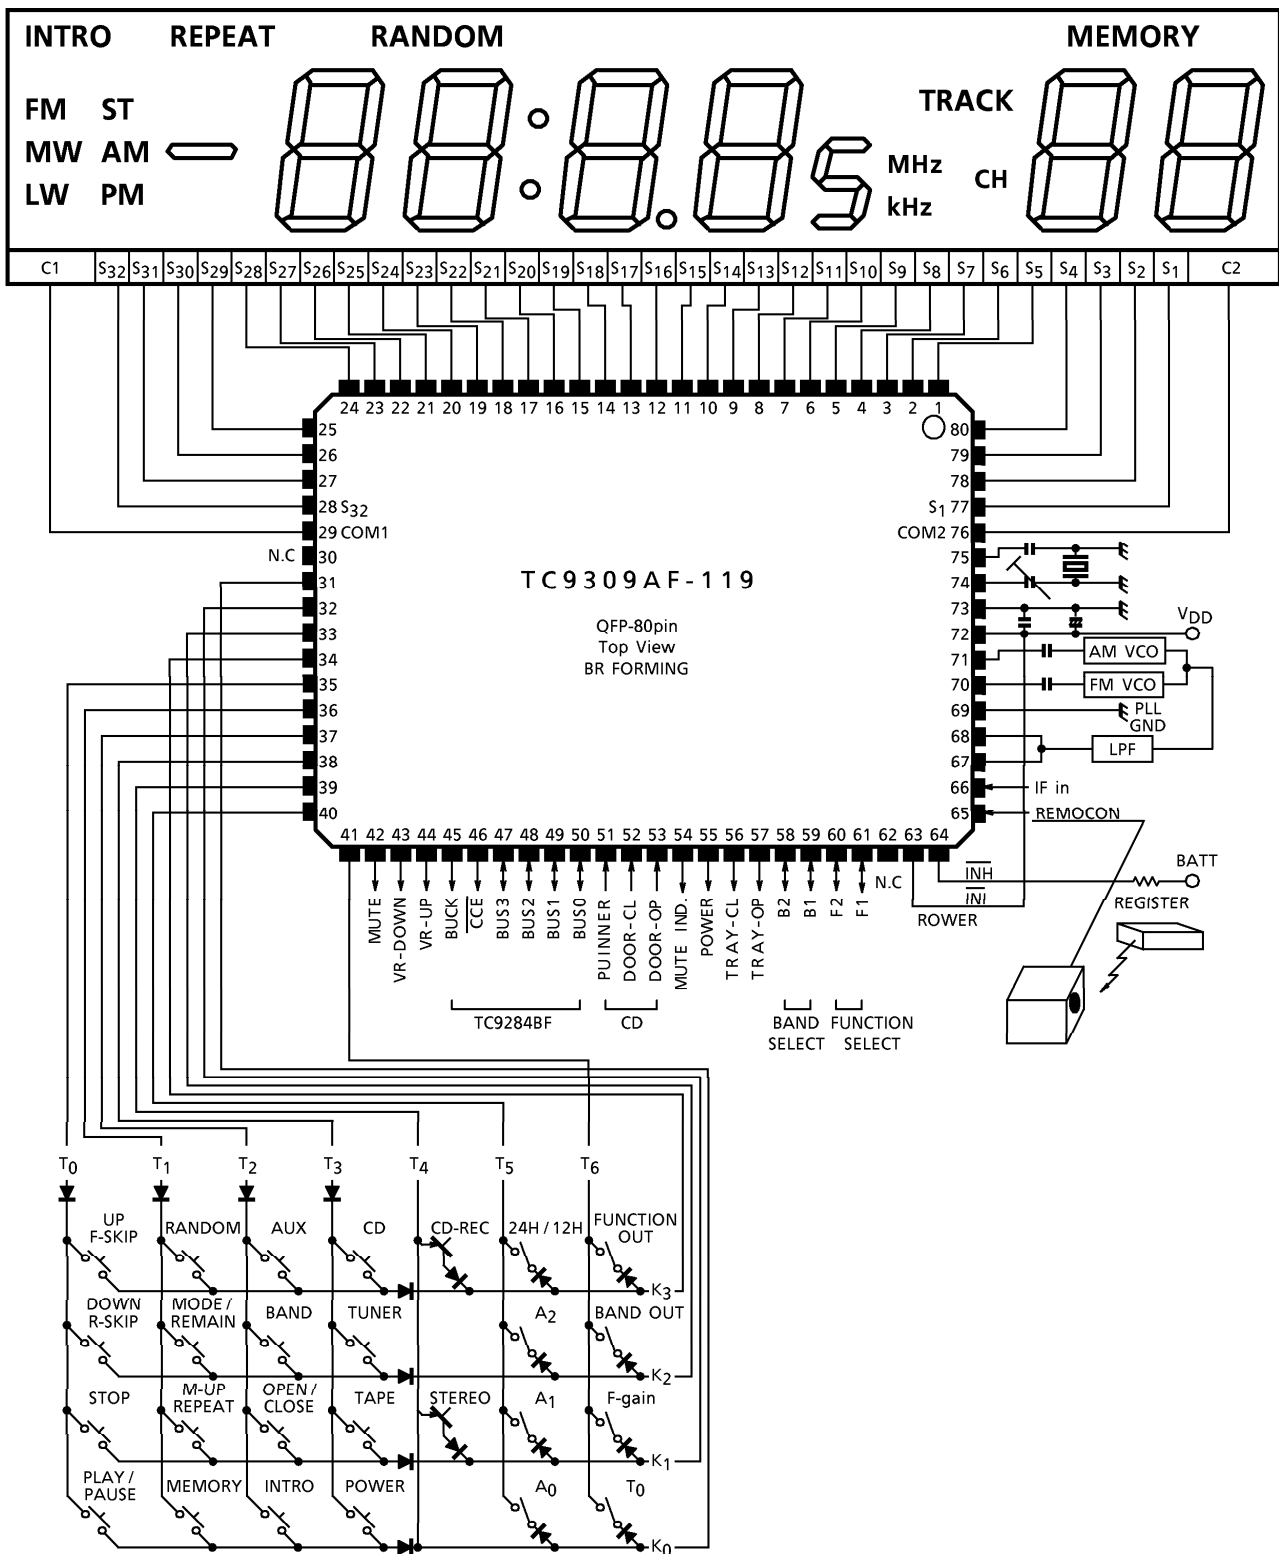 INTRO REPEAT RANDOM MEMORY
FM ST TRACK
MW AM MHz CH
LW PM kHz
C1 S32 S31 S30 S29 S28 S27 S26 S25 S24 S23 S22 S21 S20 S19 S18 S17 S16 S15 S14 S13 S12 S11 S10 S9 S8 S7 S6 S5 S4 S3 S2 S1 C2
24 23 22 21 20 19 18 17 16 15 14 13 12 11 10 9 8 7 6 5 4 3 2 1
25 80
26 79
27 78
28 S32 S1 77
29 COM1 COM2 76
N.C 30 75
31 TC9309AF-119 74
32 73
QFP-80pin
Top View
BR FORMING
VDD
33 72
34 71 AM VCO
35 70 FM VCO
36 69 PLL GND
37 68
LPF
38 67
39 66 IF in
40 65 REMOCON
41 42 43 44 45 46 47 48 49 50 51 52 53 54 55 56 57 58 59 60 61 62 63 64
MUTE
VR-DOWN
VR-UP
BUCK
CCE
BUS3
BUS2
BUS1
BUS0
PUINNER
DOOR-CL
DOOR-OP
MUTE IND.
POWER
TRAY-CL
TRAY-OP
B2
B1
F2
F1
N.C
INH
INI
ROWER
BATT
REGISTER
TC9284BF CD BAND SELECT FUNCTION SELECT
T0 T1 T2 T3 T4 T5 T6
UP F-SKIP RANDOM AUX CD CD-REC 24H/12H FUNCTION OUT
K3
DOWN R-SKIP MODE/ REMAIN BAND TUNER A2 BAND OUT
K2
STOP M-UP REPEAT OPEN/ CLOSE TAPE STEREO A1 F-gain
K1
PLAY/ PAUSE MEMORY INTRO POWER A0 T0
K0